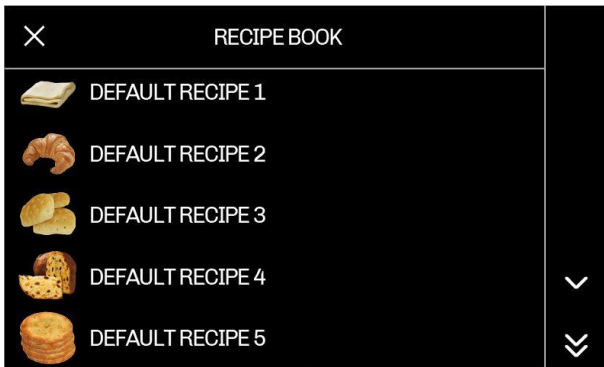 RECIPE BOOK
DEFAULT RECIPE 1
DEFAULT RECIPE 2
DEFAULT RECIPE 3
DEFAULT RECIPE 4
DEFAULT RECIPE 5